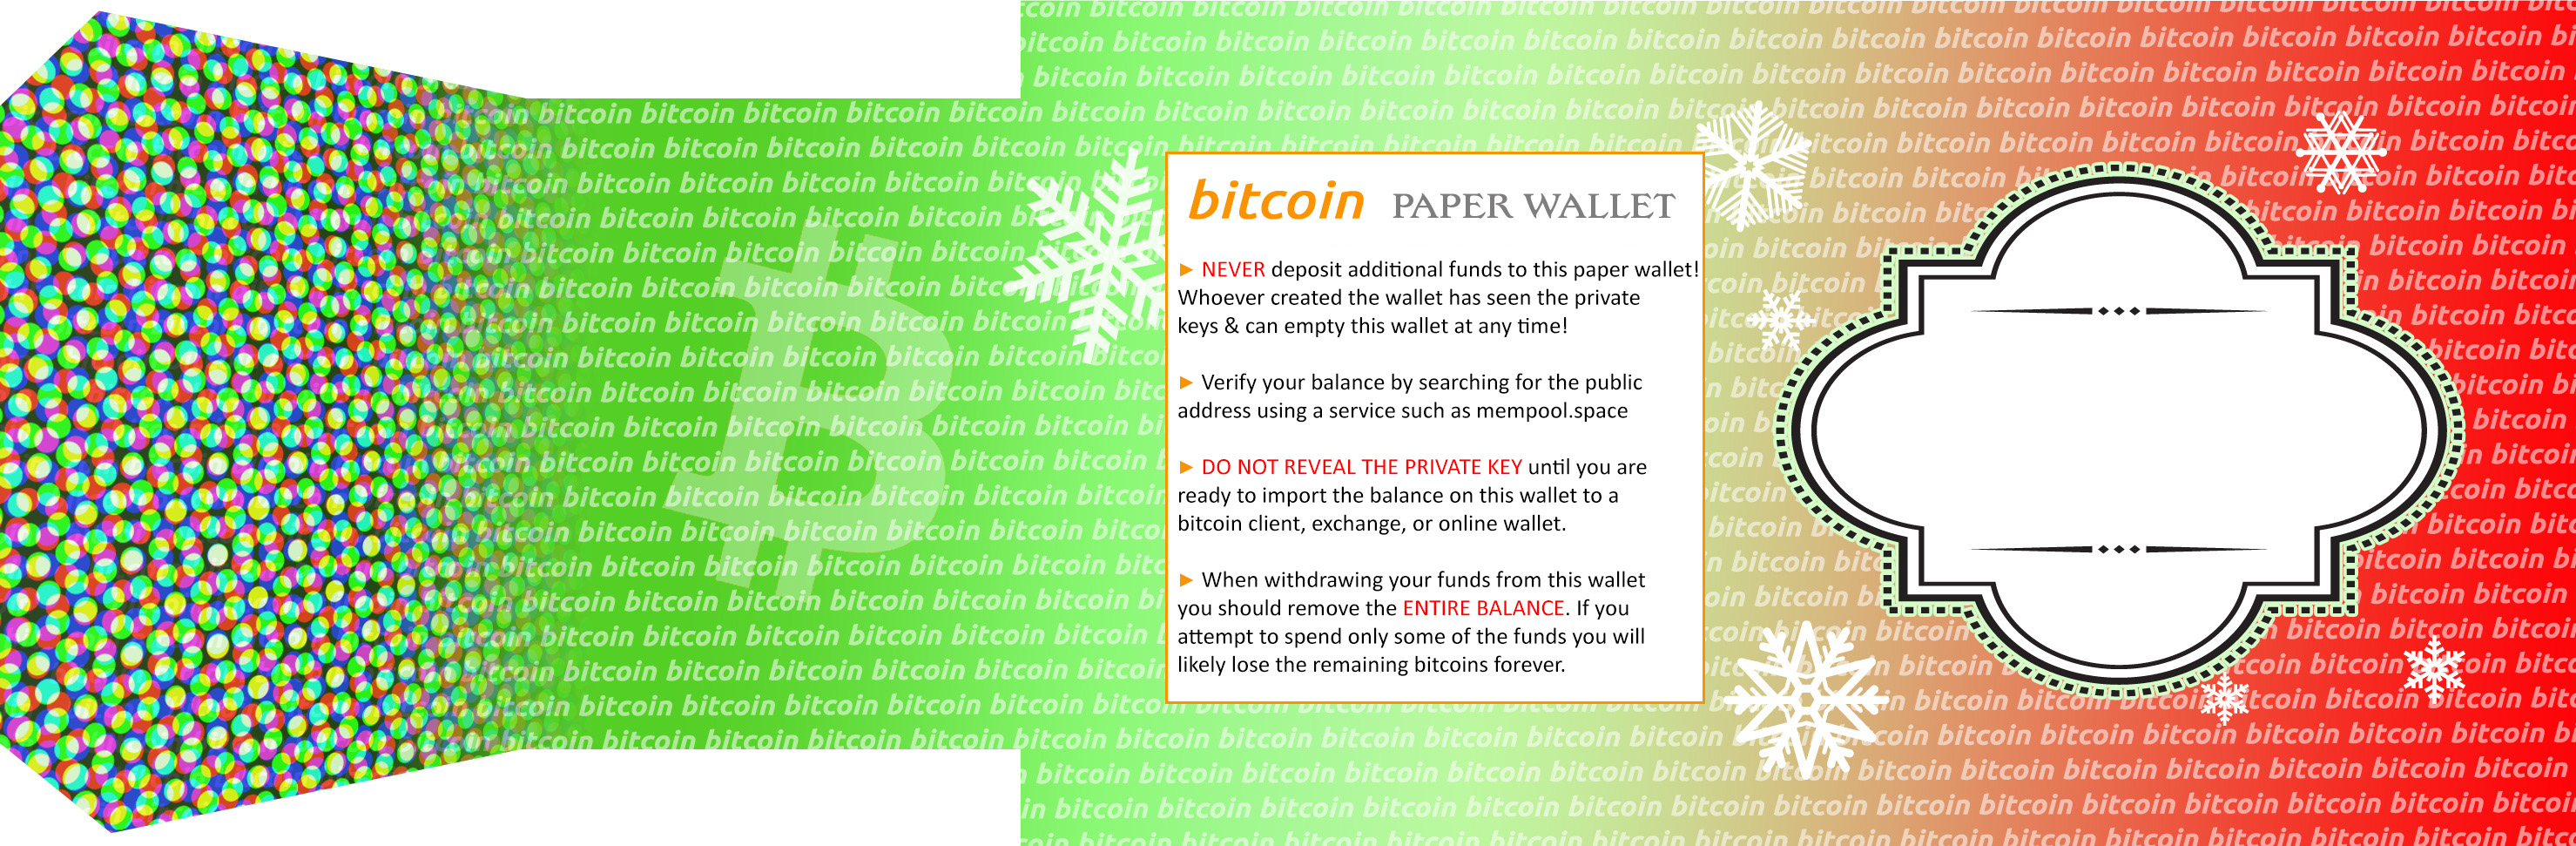 bitcoin PAPER WALLET
► NEVER deposit additional funds to this paper wallet!
Whoever created the wallet has seen the private
keys & can empty this wallet at any time!
► Verify your balance by searching for the public
address using a service such as mempool.space
► DO NOT REVEAL THE PRIVATE KEY until you are
ready to import the balance on this wallet to a
bitcoin client, exchange, or online wallet.
► When withdrawing your funds from this wallet
you should remove the ENTIRE BALANCE. If you
attempt to spend only some of the funds you will
likely lose the remaining bitcoins forever.